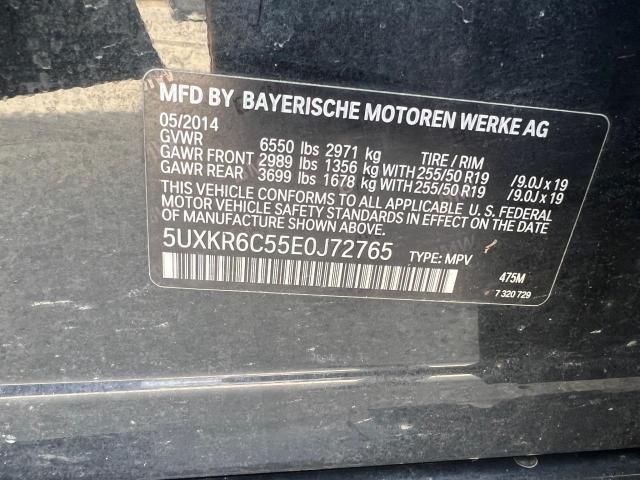 MFD BY BAYERISCHE MOTOREN WERKE AG
05/2014
GVWR 6550 lbs 2971 kg TIRE / RIM
GAWR FRONT 2989 lbs 1356 kg WITH 255/50 R19 /9.0J x 19
GAWR REAR 3699 lbs 1678 kg WITH 255/50 R19 /9.0J x 19
THIS VEHICLE CONFORMS TO ALL APPLICABLE U. S. FEDERAL
MOTOR VEHICLE SAFETY STANDARDS IN EFFECT ON THE DATE
OF MANUFACTURE SHOWN ABOVE.
5UXKR6C55E0J72765 TYPE: MPV
475M
7 320 729